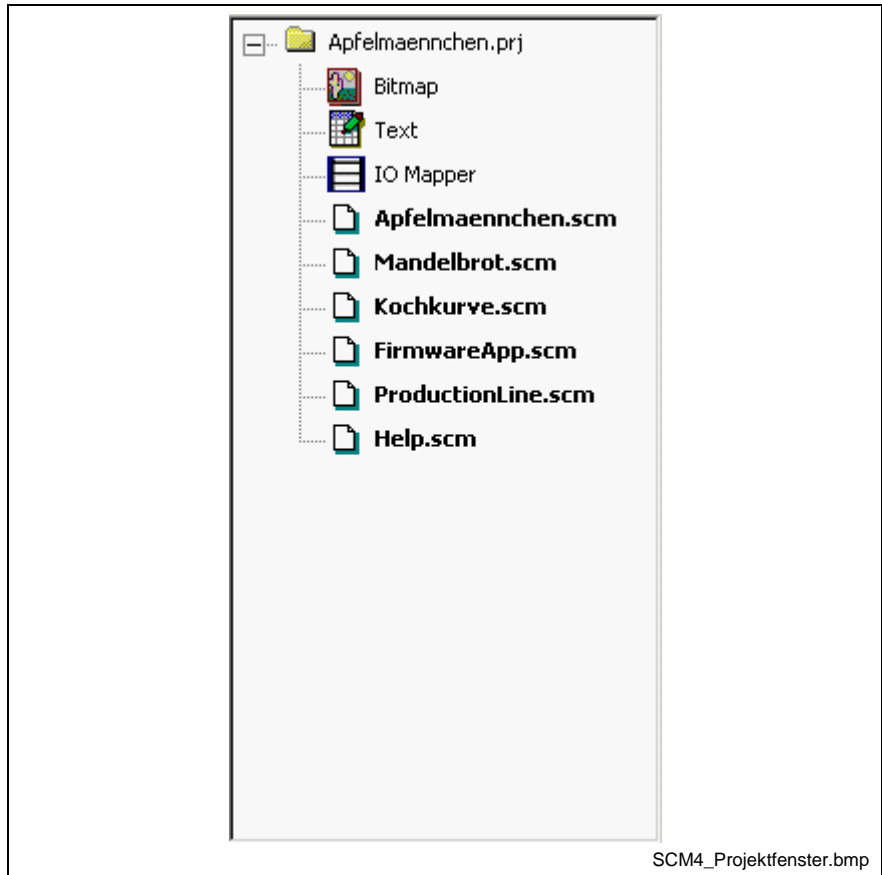 Apfelmaennchen.prj
Bitmap
Text
IO Mapper
Apfelmaennchen.scm
Mandelbrot.scm
Kochkurve.scm
FirmwareApp.scm
ProductionLine.scm
Help.scm
SCM4_Projektfenster.bmp